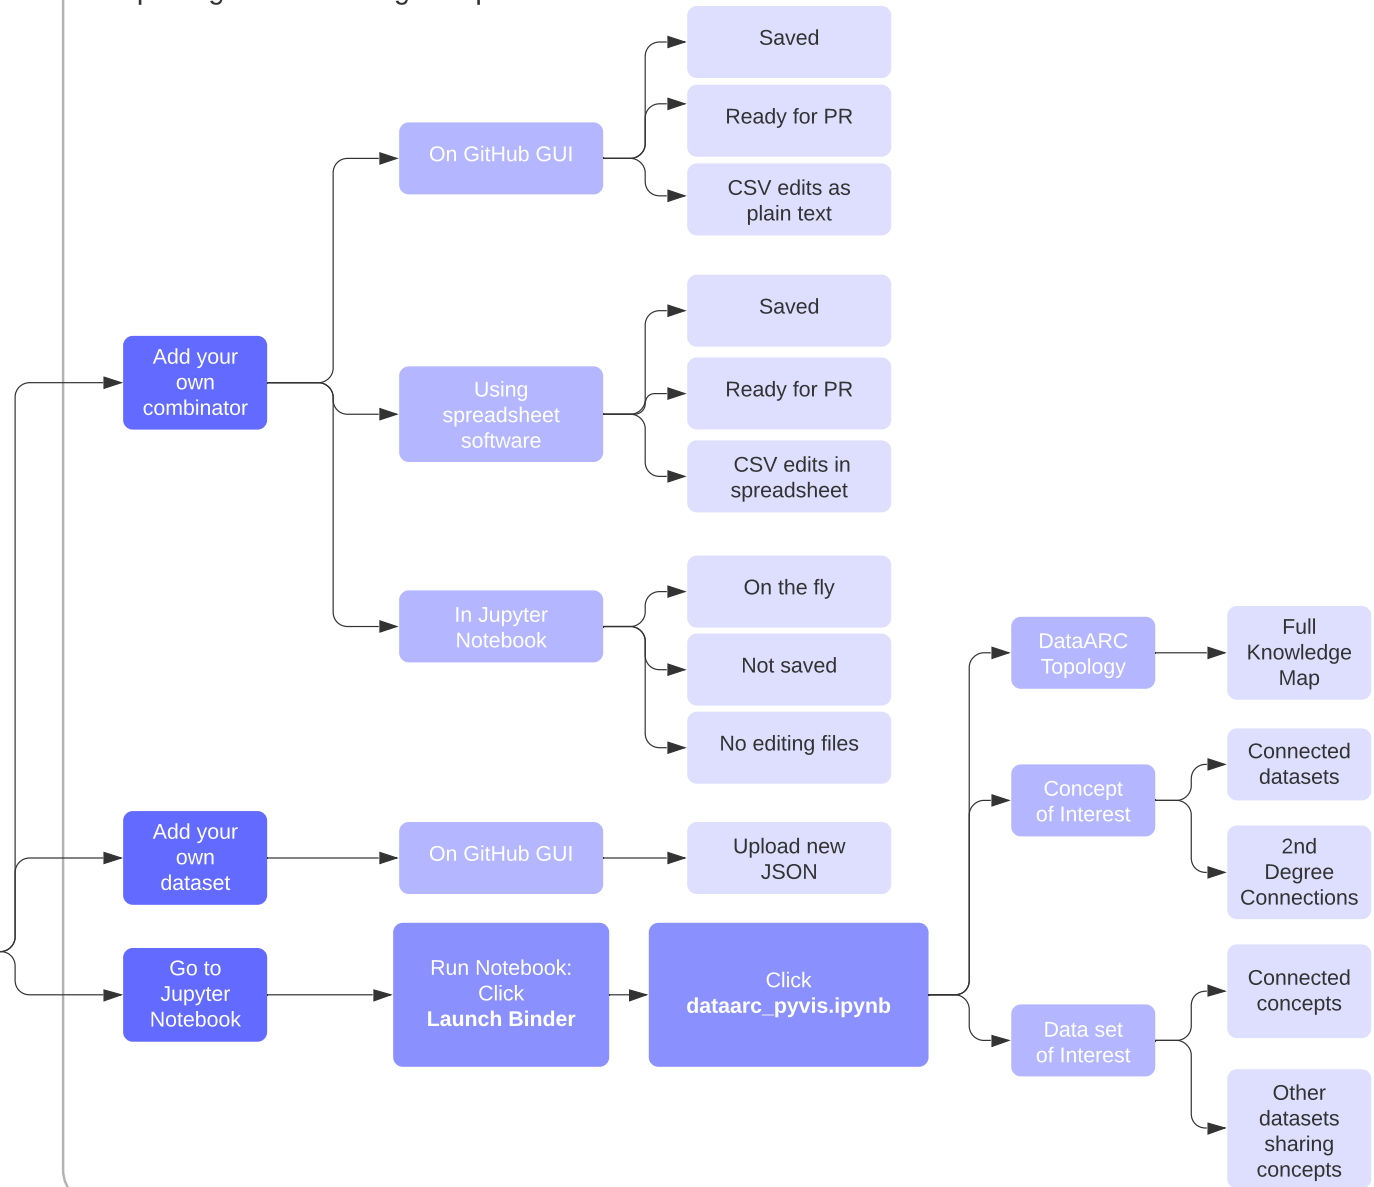 Saved
Ready for PR
On GitHub GUI
CSV edits as
plain text
Saved
Add your
own
combinator
Using
spreadsheet
software
Ready for PR
CSV edits in
spreadsheet
On the fly
In Jupyter
Notebook
Not saved
No editing files
DataARC
Topology
Full
Knowledge
Map
Concept
of Interest
Connected
datasets
2nd
Degree
Connections
Add your
own
dataset
On GitHub GUI
Upload new
JSON
Go to
Jupyter
Notebook
Run Notebook:
Click
Launch Binder
Click
dataarc_pyvis.ipynb
Data set
of Interest
Connected
concepts
Other
datasets
sharing
concepts